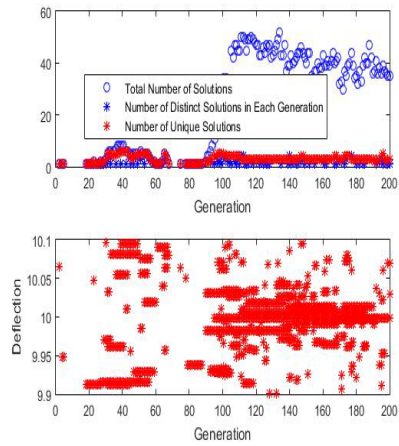 60
40
20
0
Total Number of Solutions
Number of Distinct Solutions in Each Generation
Number of Unique Solutions
0 20 40 60 80 100 120 140 160 180 200
Generation
10.1
10.05
10
9.95
9.9
Deflection
0 20 40 60 80 100 120 140 160 180 200
Generation